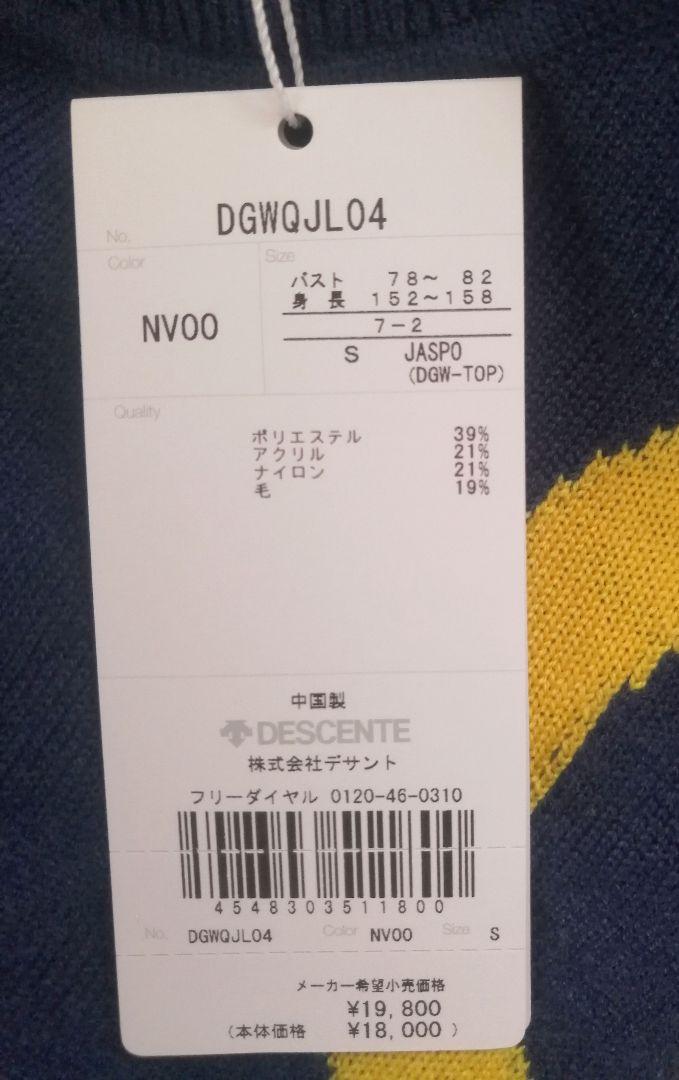 No. DGWQJL04
Color
Size
NV00
バスト 78～ 82
身 長 152～158
7-2
S JASPO
(DGW-TOP)
Quality
ポリエステル 39%
アクリル 21%
ナイロン 21%
毛 19%
中国製
DESCENTE
株式会社デサント
フリーダイヤル 0120-46-0310
4548303511800
No. DGWQJL04 Color NV00 Size S
メーカー希望小売価格
¥19,800
(本体価格 ¥18,000)